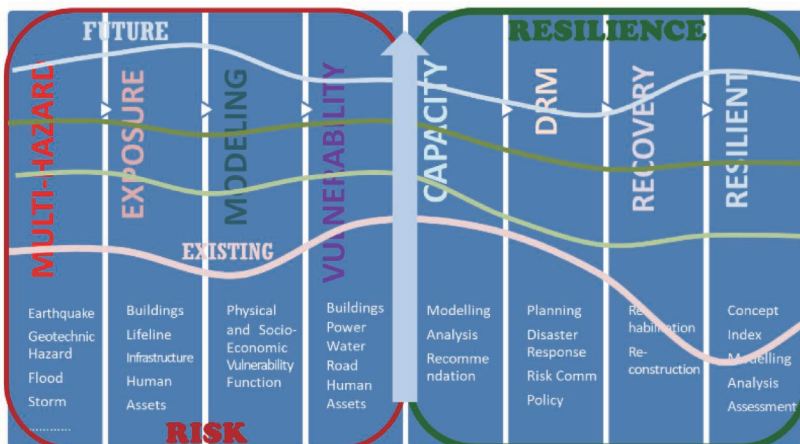 FUTURE
RESILIENCE
MULTI-HAZARD
EXPOSURE
MODELING
VULNERABILITY
CAPACITY
DRM
RECOVERY
RESILIENT
EXISTING
Earthquake
Geotechnic
Hazard
Flood
Storm
............
Buildings
Lifeline
Infrastructure
Human
Assets
Physical
and Socio-
Economic
Vulnerability
Function
Buildings
Power
Water
Road
Human
Assets
Modelling
Analysis
Recomme
ndation
Planning
Disaster
Response
Risk Comm
Policy
Re-
habilitation
Re-
construction
Concept
Index
Modelling
Analysis
Assessment
RISK